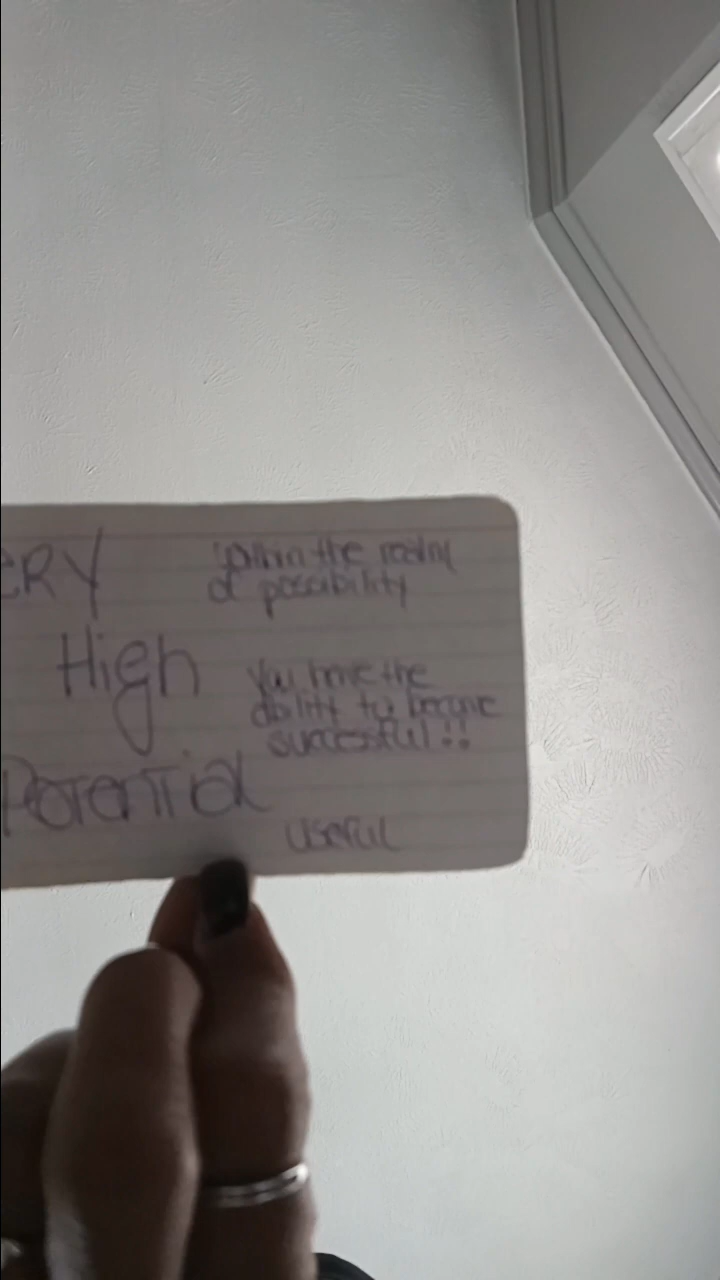 ERY
within the realm
of possibility
High
You have the
ability to become
successful!!
Potential
useful